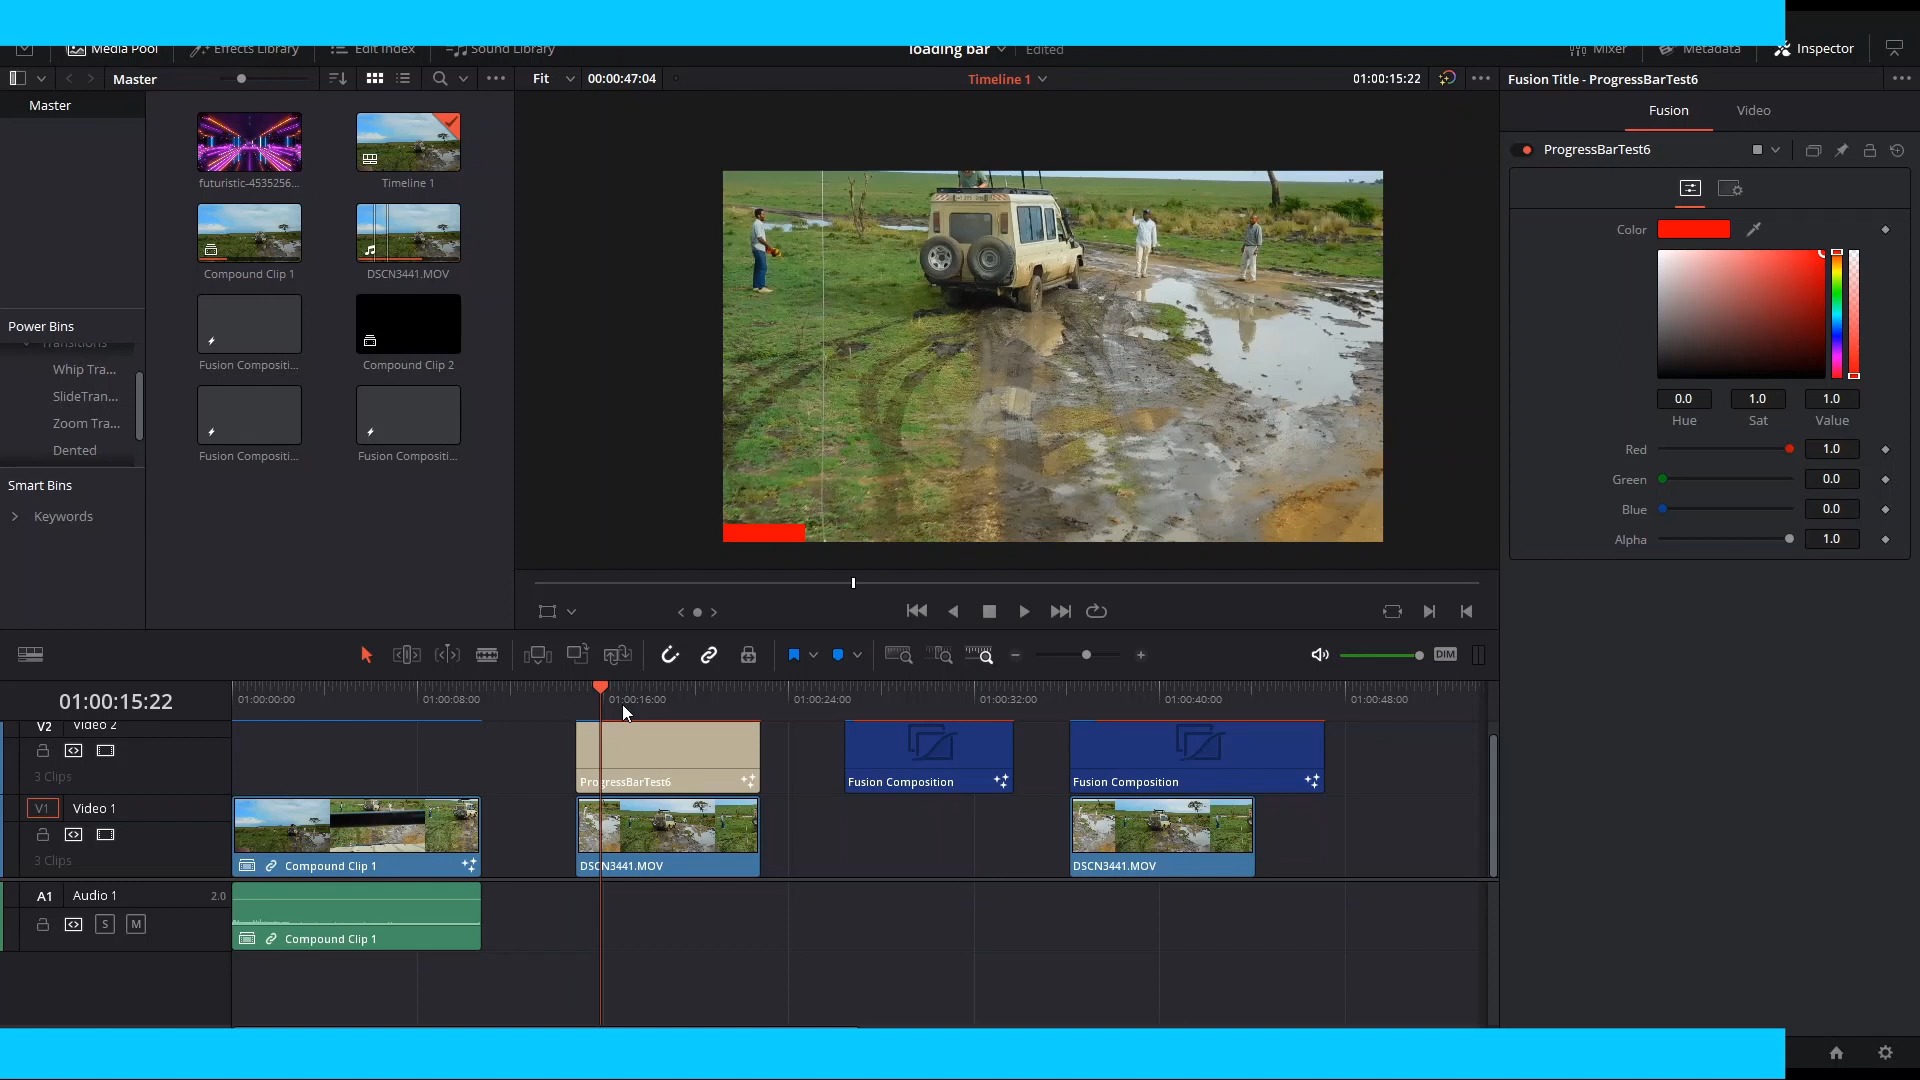 Media Pool
Effects Library
Edit Index
Sound Library
loading bar
Edited
Mixer
Metadata
Inspector
Master
Fit
00:00:47:04
Timeline 1
01:00:15:22
Fusion Title - ProgressBarTest6
Master
Fusion
Video
ProgressBarTest6
futuristic-4535256...
Timeline 1
Color
Compound Clip 1
DSCN3441.MOV
Power Bins
Transitions
Fusion Compositi...
Compound Clip 2
Whip Tra...
SlideTran...
0.0
1.0
1.0
Zoom Tra...
Hue
Sat
Value
Dented
Fusion Compositi...
Fusion Compositi...
Red
1.0
Smart Bins
Green
0.0
Keywords
Blue
0.0
Alpha
1.0
DIM
01:00:15:22
01:00:00:00
01:00:08:00
01:00:16:00
01:00:24:00
01:00:32:00
01:00:40:00
01:00:48:00
V2
Video 2
3 Clips
ProgressBarTest6
Fusion Composition
Fusion Composition
V1
Video 1
3 Clips
Compound Clip 1
DSCN3441.MOV
DSCN3441.MOV
A1
Audio 1
2.0
S
M
Compound Clip 1